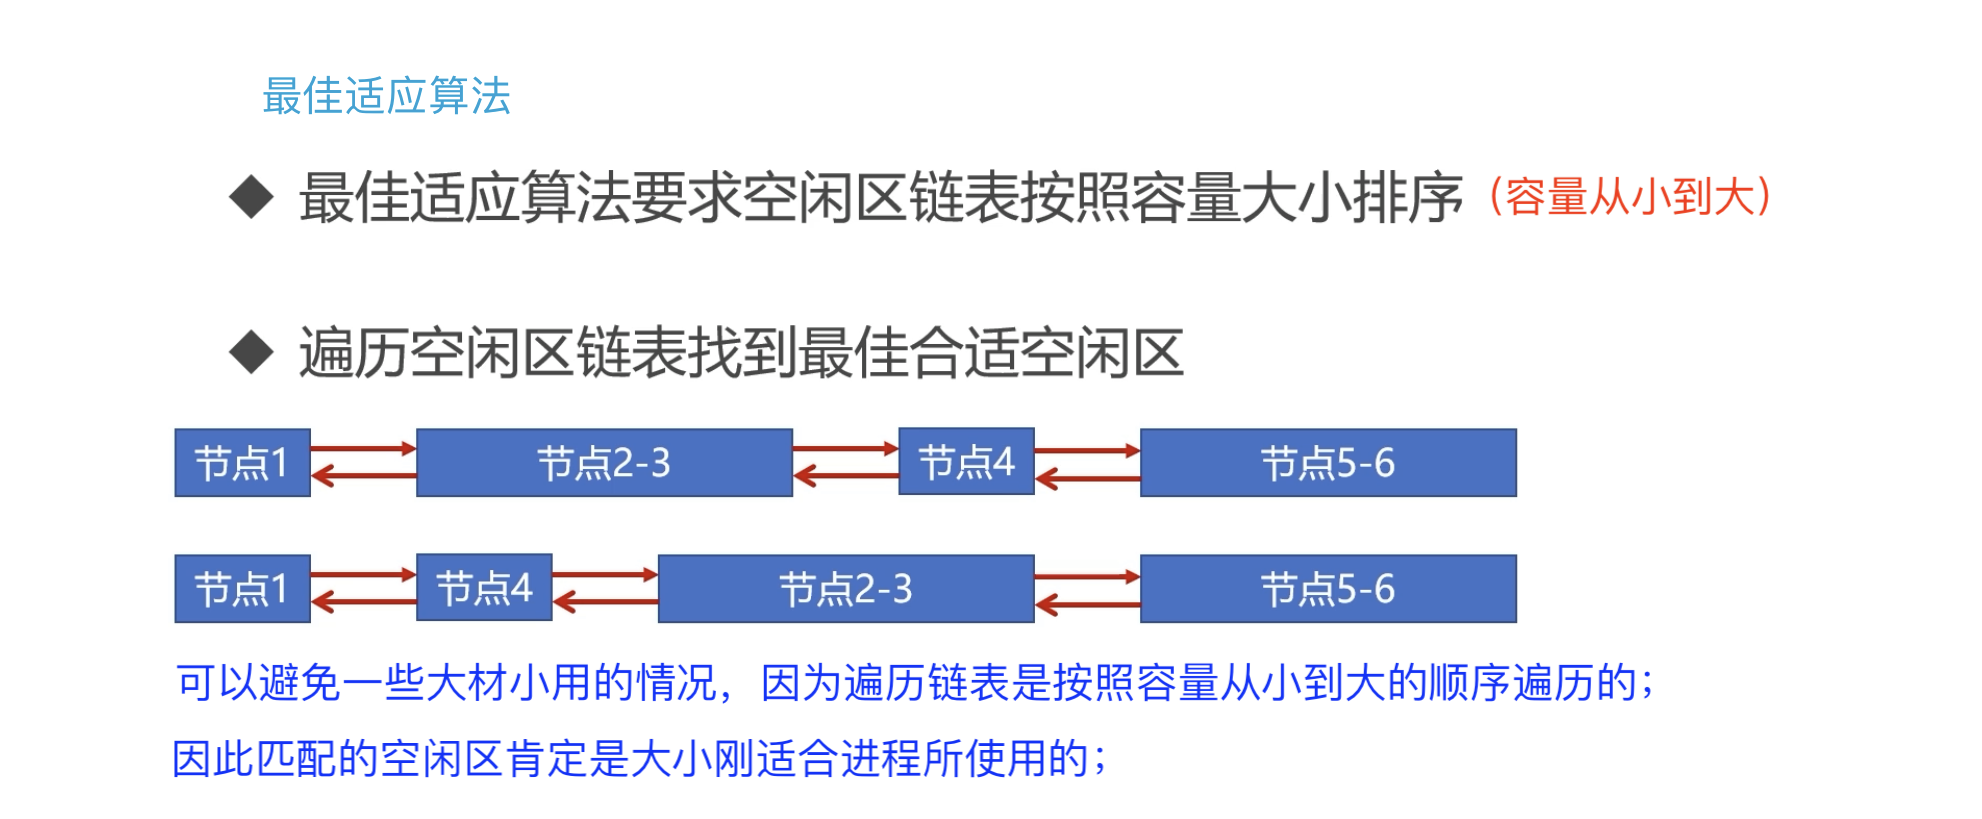 最佳适应算法
最佳适应算法要求空闲区链表按照容量大小排序（容量从小到大）
遍历空闲区链表找到最佳合适空闲区
节点1 节点2-3 节点4 节点5-6
节点1 节点4 节点2-3 节点5-6
可以避免一些大材小用的情况，因为遍历链表是按照容量从小到大的顺序遍历的；
因此匹配的空闲区肯定是大小刚适合进程所使用的；